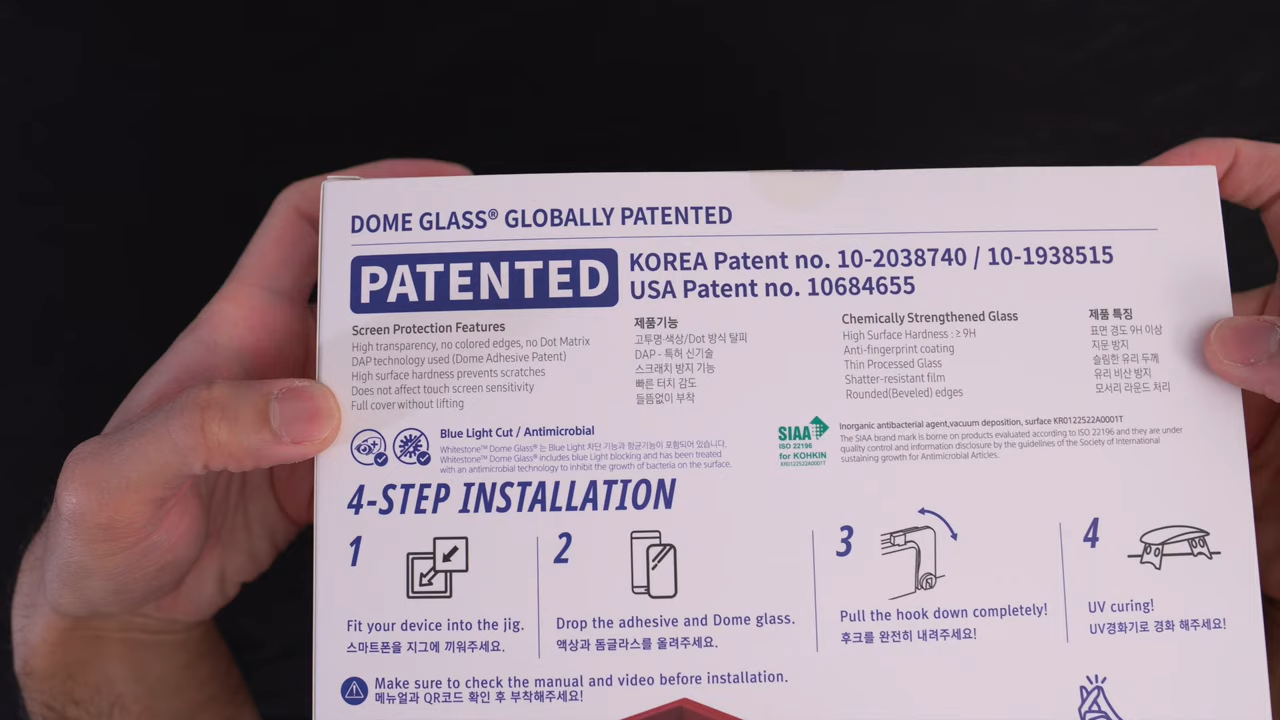 DOME GLASS® GLOBALLY PATENTED
PATENTED
KOREA Patent no. 10-2038740 / 10-1938515
USA Patent no. 10684655
Screen Protection Features
High transparency, no colored edges, no Dot Matrix
DAP technology used (Dome Adhesive Patent)
High surface hardness prevents scratches
Does not affect touch screen sensitivity
Full cover without lifting
제품기능
고투명·색상/Dot 방식 탈피
DAP - 특허 신기술
스크래치 방지 기능
빠른 터치 감도
들뜸없이 부착
Chemically Strengthened Glass
High Surface Hardness : ≥ 9H
Anti-fingerprint coating
Thin Processed Glass
Shatter-resistant film
Rounded(Beveled) edges
제품 특징
표면 경도 9H 이상
지문 방지
슬림한 유리 두께
유리 비산 방지
모서리 라운드 처리
Blue Light Cut / Antimicrobial
Whitestone™ Dome Glass® 는 Blue Light 차단 기능과 항균기능이 포함되어 있습니다.
Whitestone™ Dome Glass® includes blue Light blocking and has been treated
with an antimicrobial technology to inhibit the growth of bacteria on the surface.
SIAA
ISO 22196
for KOHKIN
KR0122522A0001T
Inorganic antibacterial agent,vacuum deposition, surface KR0122522A0001T
The SIAA brand mark is borne on products evaluated according to ISO 22196 and they are under
quality control and information disclosure by the guidelines of the Society of International
sustaining growth for Antimicrobial Articles.
4-STEP INSTALLATION
1
Fit your device into the jig.
스마트폰을 지그에 끼워주세요.
2
Drop the adhesive and Dome glass.
액상과 돔글라스를 올려주세요.
3
Pull the hook down completely!
후크를 완전히 내려주세요!
4
UV curing!
UV경화기로 경화 해주세요!
Make sure to check the manual and video before installation.
메뉴얼과 QR코드 확인 후 부착해주세요!